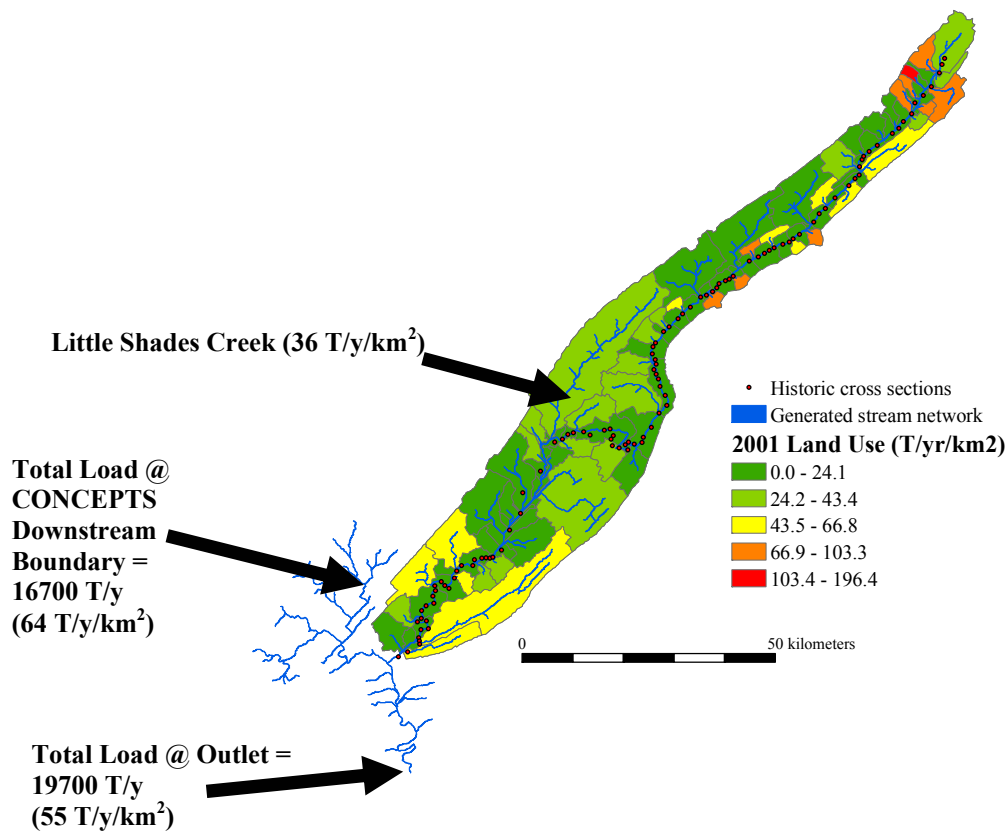 Little Shades Creek (36 T/y/km²)
Historic cross sections
Generated stream network
2001 Land Use (T/yr/km2)
0.0 - 24.1
24.2 - 43.4
43.5 - 66.8
66.9 - 103.3
103.4 - 196.4
Total Load @
CONCEPTS
Downstream
Boundary =
16700 T/y
(64 T/y/km²)
0 50 kilometers
Total Load @ Outlet =
19700 T/y
(55 T/y/km²)